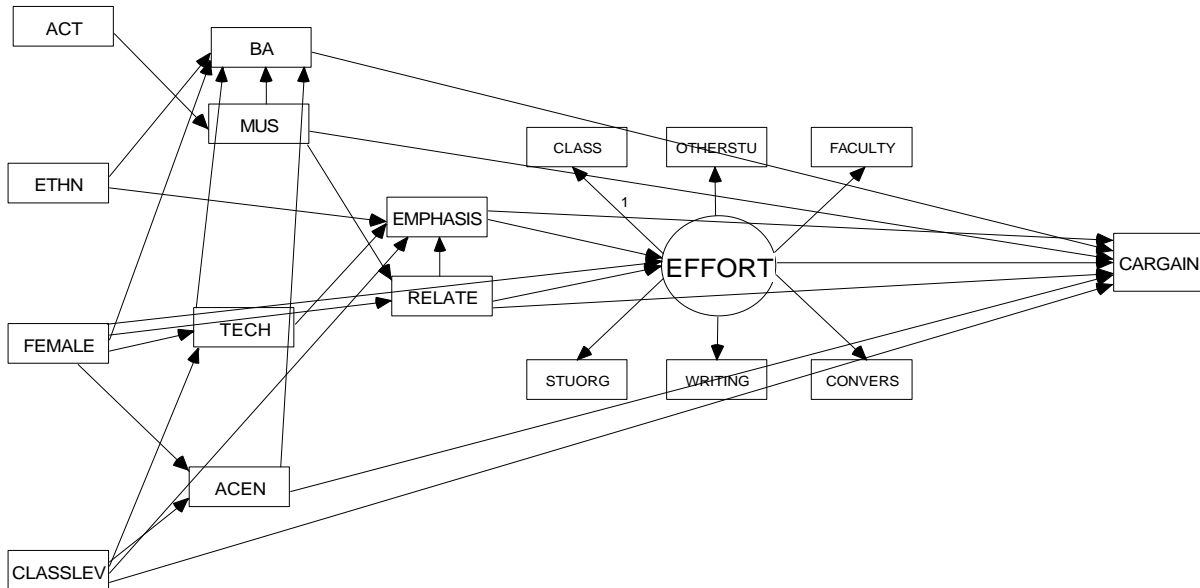 ACT
BA
MUS
CLASS
OTHERSTU
FACULTY
ETHN
1
EMPHASIS
EFFORT
CARGAIN
RELATE
FEMALE
TECH
STUORG
WRITING
CONVERS
ACEN
CLASSLEV